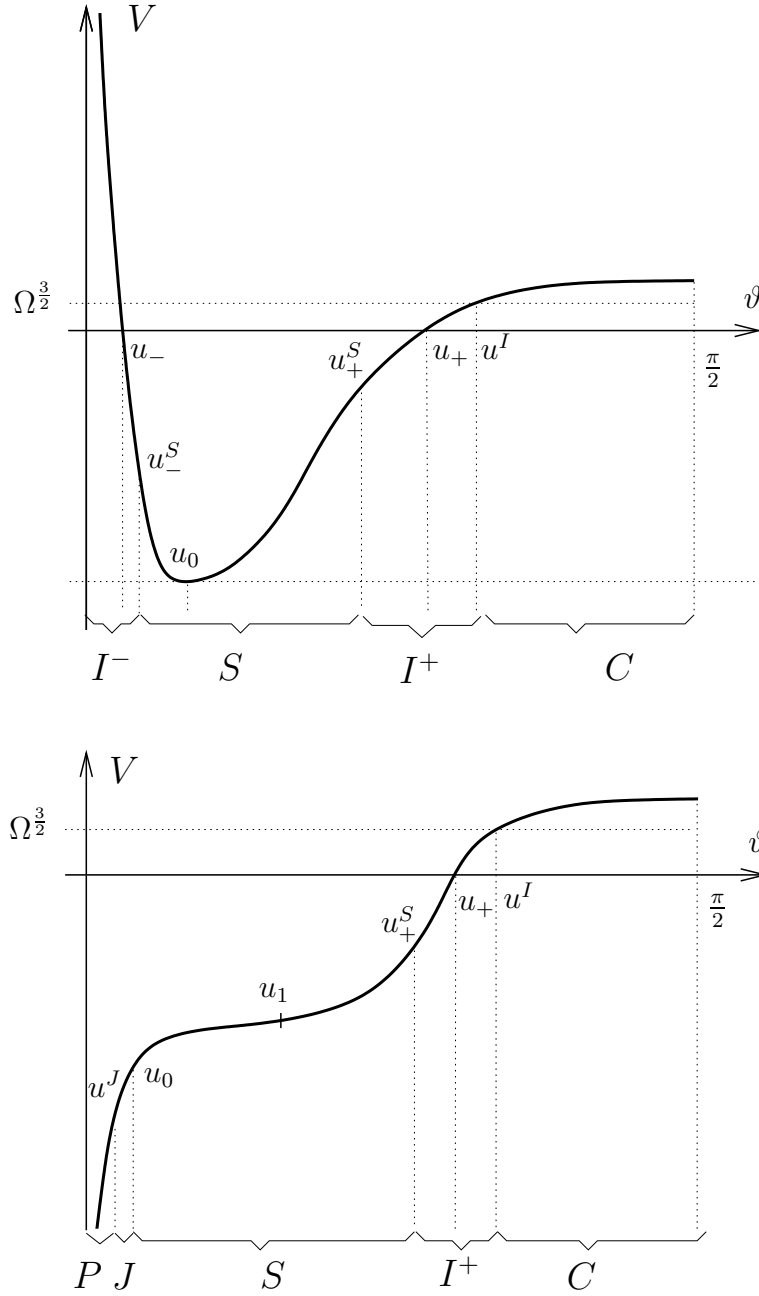 V
Ω^{3/2}
ϑ
u_−
u_+^S
u_+
u^I
π/2
u_−^S
u_0
I^−
S
I^+
C
V
Ω^{3/2}
ϑ
u_+
u^I
π/2
u_+^S
u_1
u^J
u_0
P
J
S
I^+
C